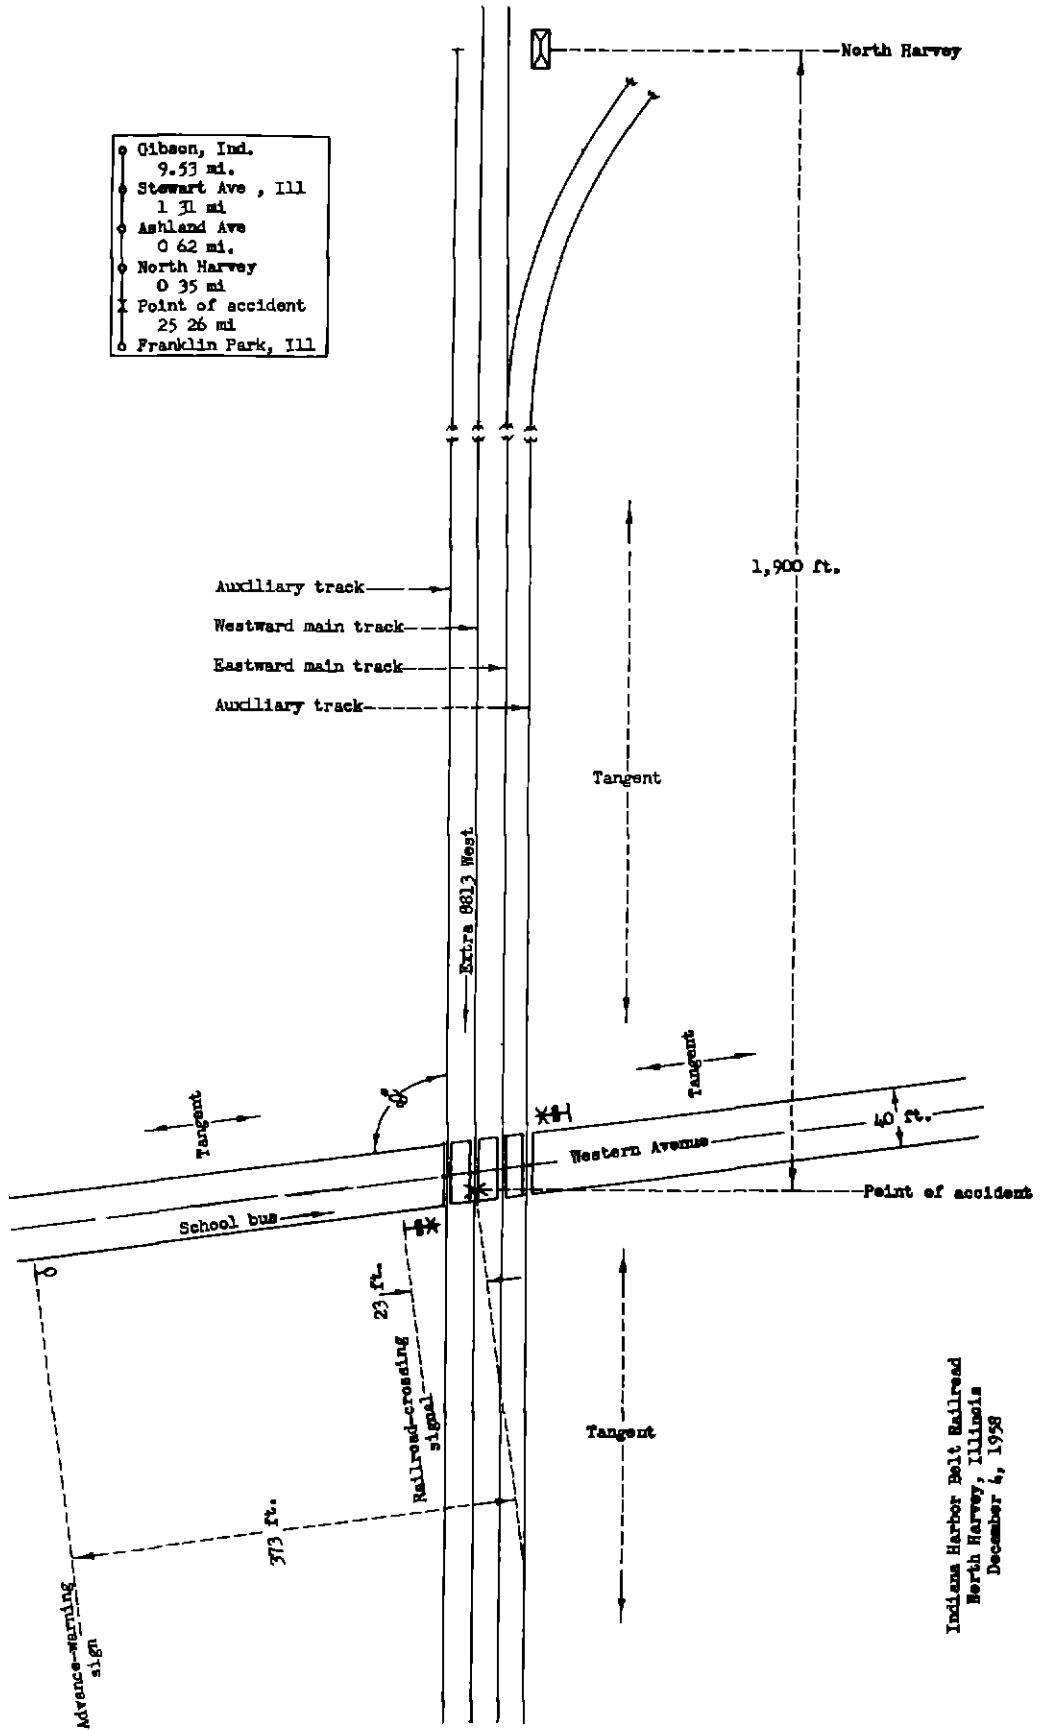 North Harvey
Gibson, Ind.
9.53 mi.
Stewart Ave , Ill
1 31 mi
Ashland Ave
0 62 mi.
North Harvey
0 35 mi
Point of accident
25 26 mi
Franklin Park, Ill
1,900 ft.
Auxiliary track
Westward main track
Eastward main track
Auxiliary track
Tangent
Extra 8813 West
Tangent
Tangent
40 ft.
Western Avenue
Point of accident
School bus
23 ft.
Railroad-crossing
signal
Tangent
373 ft.
Advance-warning
sign
Indiana Harbor Belt Railroad
North Harvey, Illinois
December 4, 1958